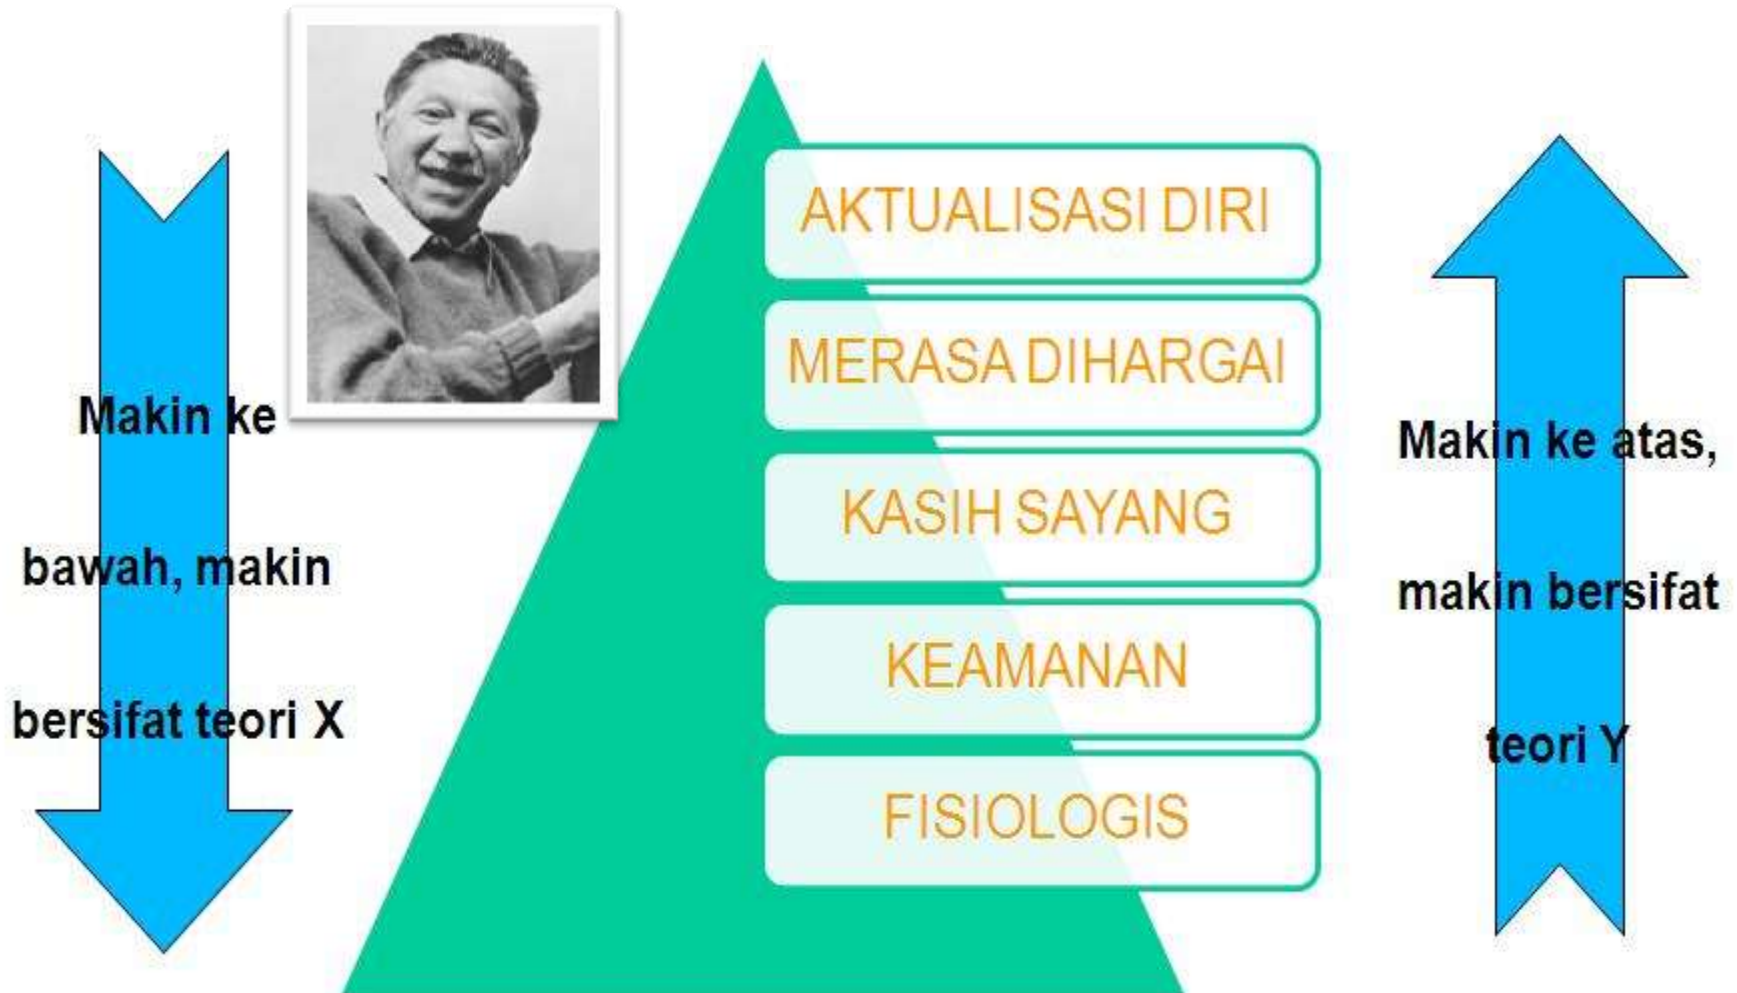 AKTUALISASI DIRI
MERASA DIHARGAI
KASIH SAYANG
KEAMANAN
FISIOLOGIS
Makin ke
bawah, makin
bersifat teori X
Makin ke atas,
makin bersifat
teori Y